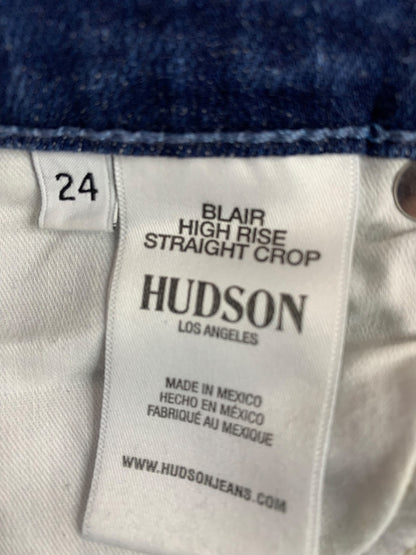 24
BLAIR
HIGH RISE
STRAIGHT CROP
HUDSON
LOS ANGELES
MADE IN MEXICO
HECHO EN MÉXICO
FABRIQUÉ AU MEXIQUE
WWW.HUDSONJEANS.COM